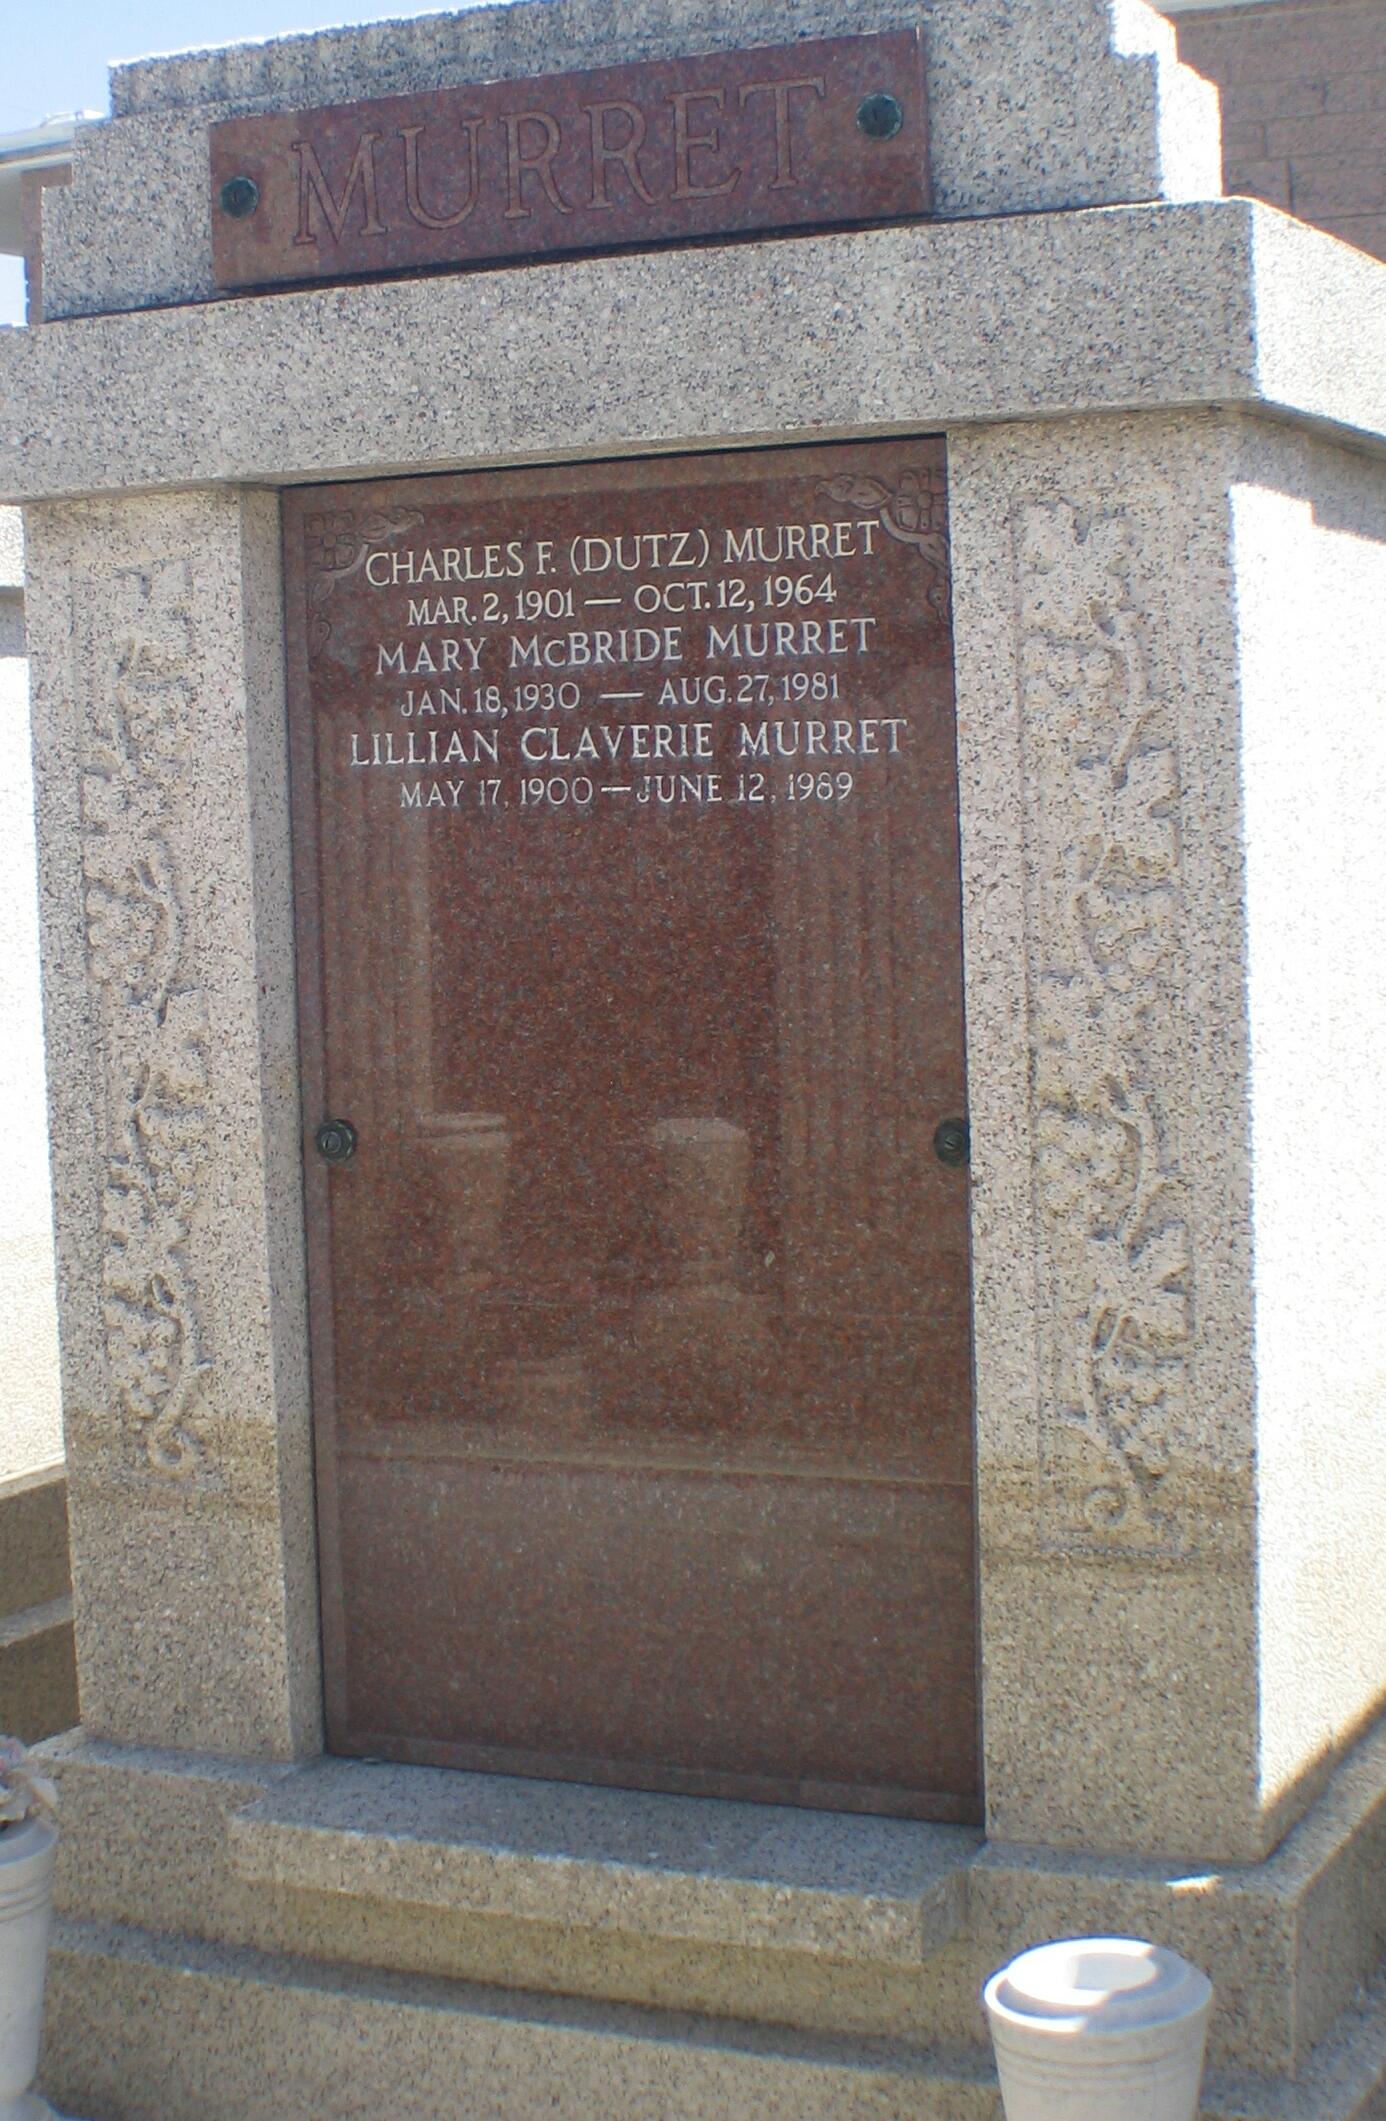 MURRET
CHARLES F. (DUTZ) MURRET
MAR. 2, 1901 — OCT. 12, 1964
MARY McBRIDE MURRET
JAN. 18, 1930 — AUG. 27, 1981
LILLIAN CLAVERIE MURRET
MAY 17, 1900 — JUNE 12, 1989